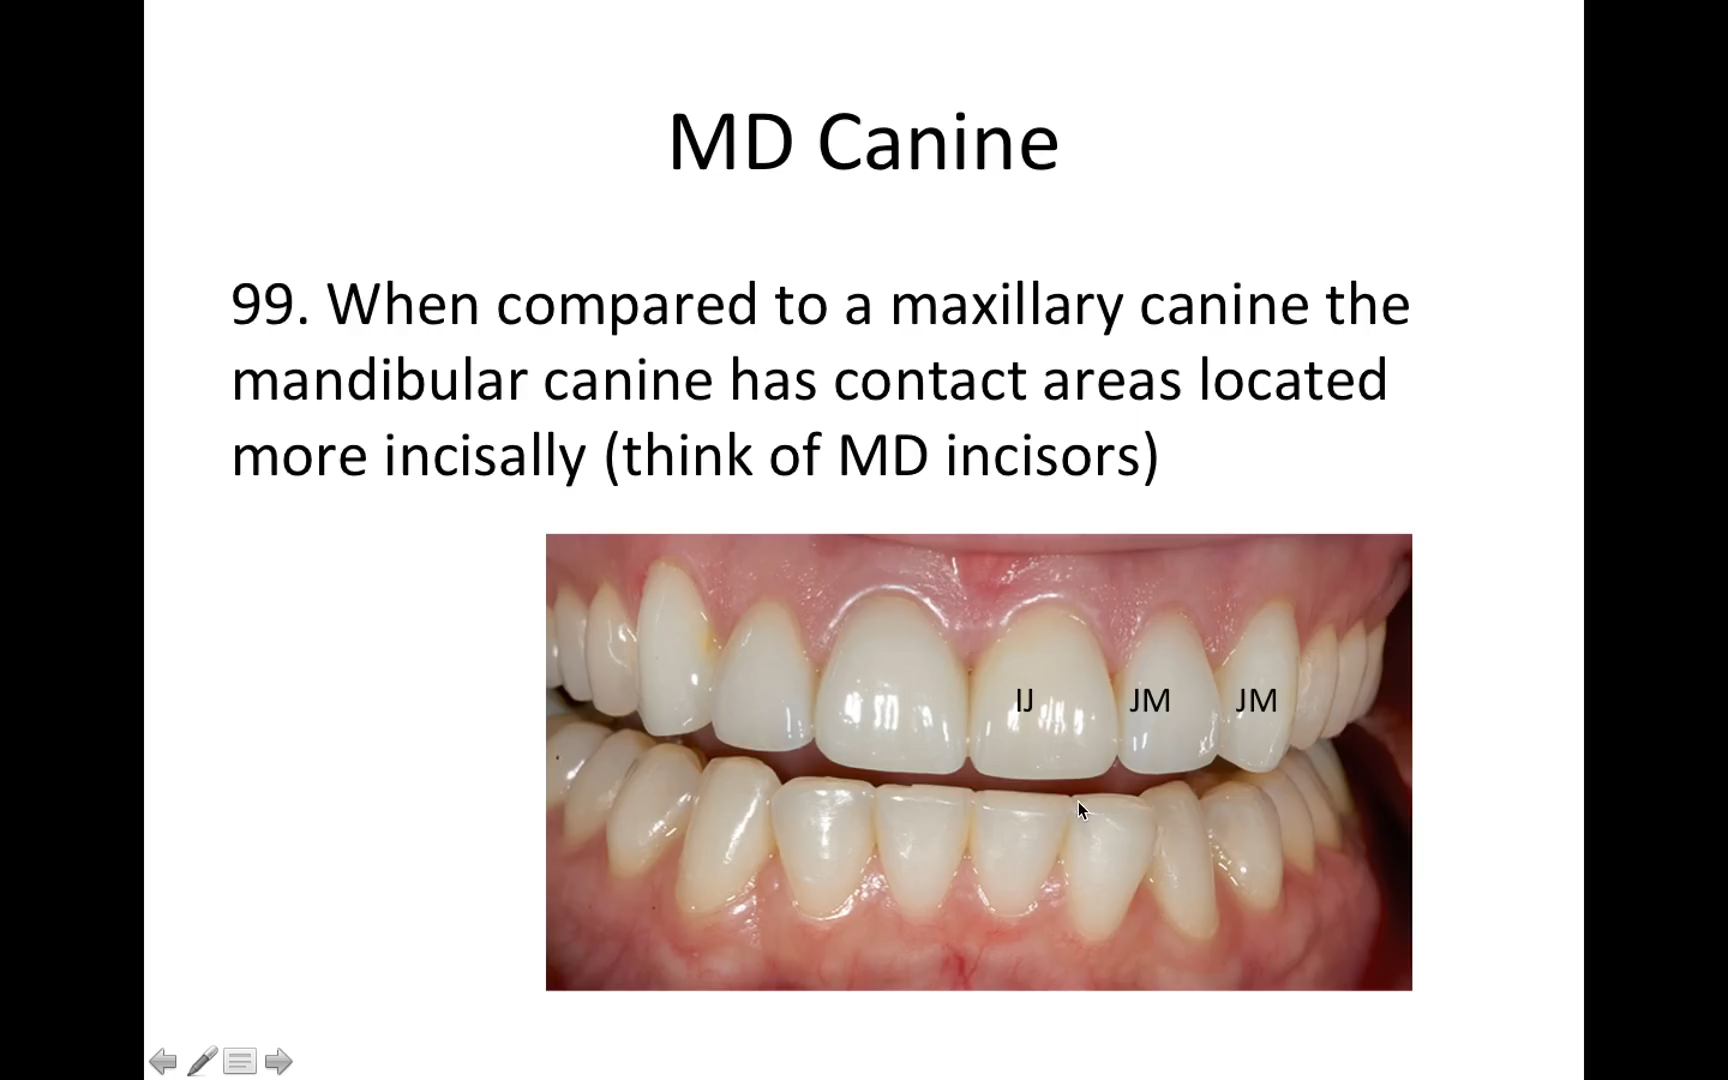 MD Canine
99. When compared to a maxillary canine the
mandibular canine has contact areas located
more incisally (think of MD incisors)
IJ JM JM